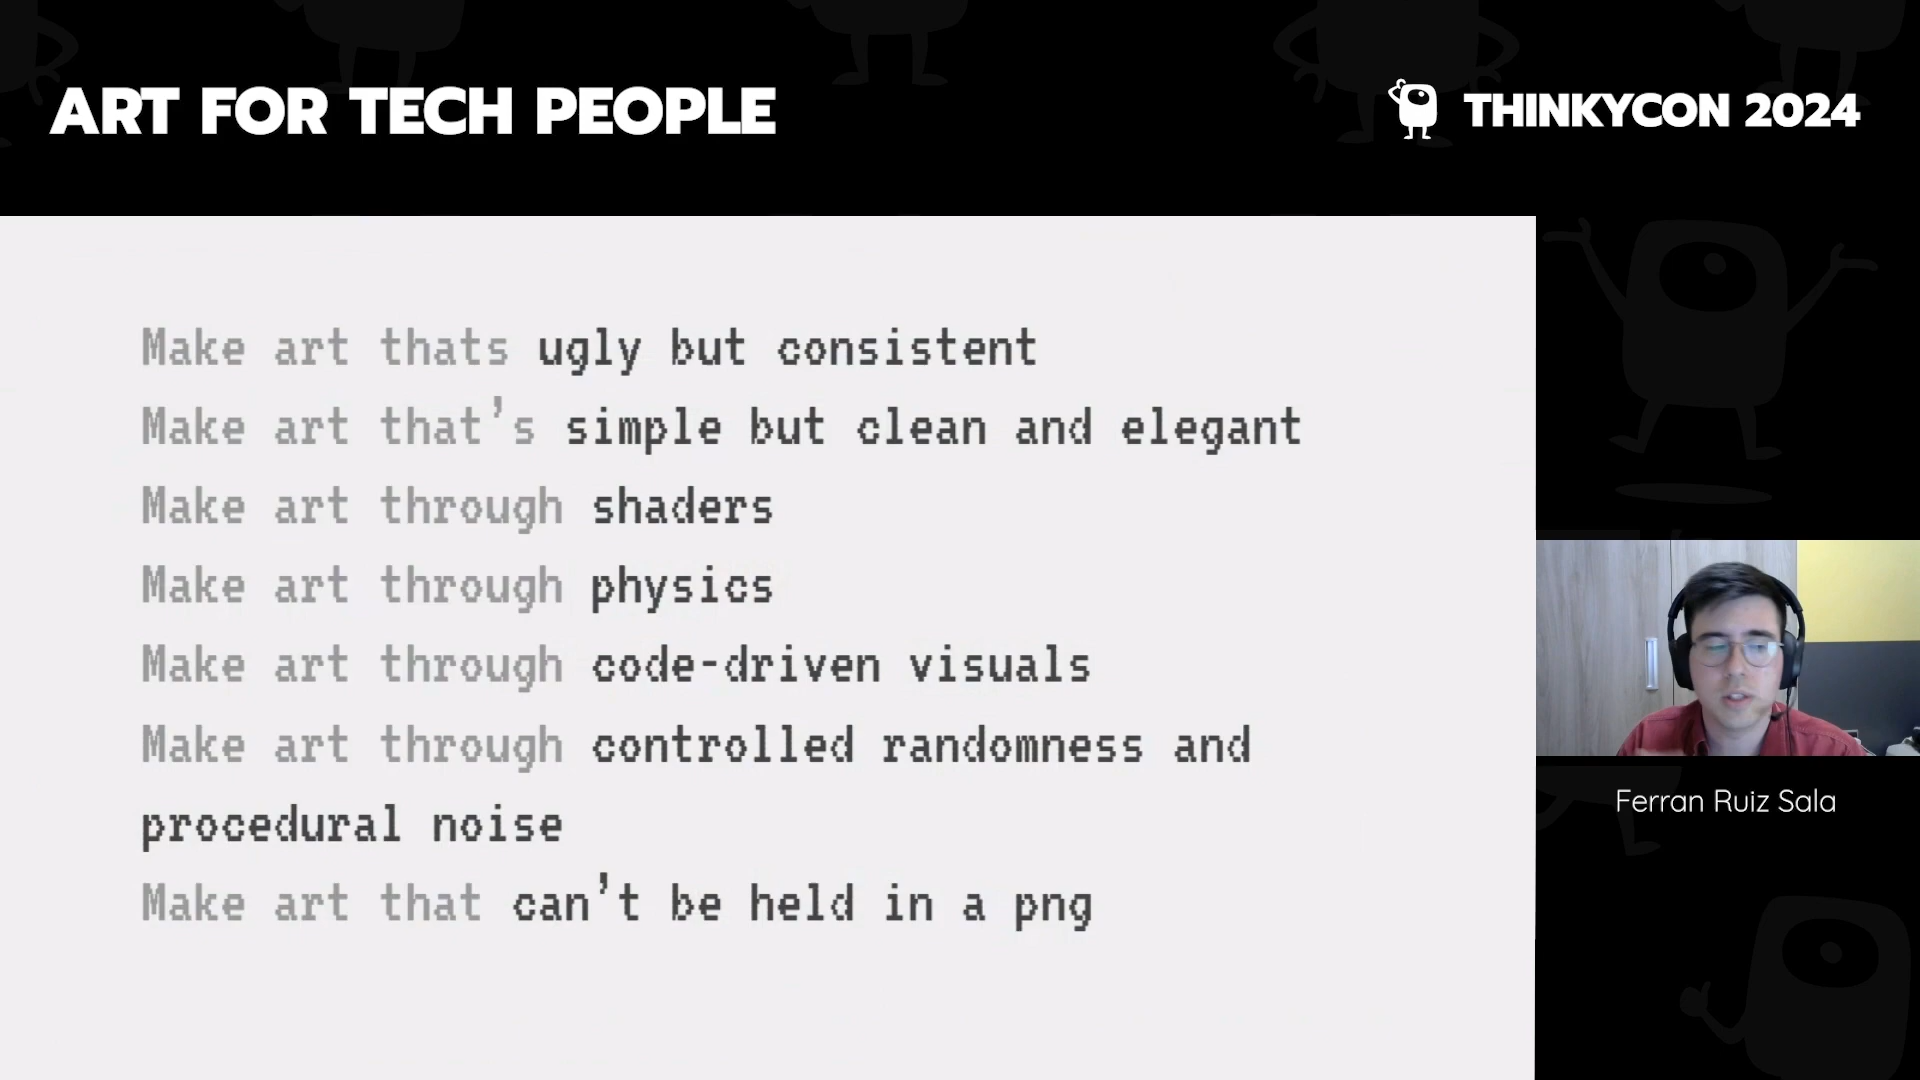 ART FOR TECH PEOPLE
THINKYCON 2024
Make art thats ugly but consistent
Make art that's simple but clean and elegant
Make art through shaders
Make art through physics
Make art through code-driven visuals
Make art through controlled randomness and
procedural noise
Make art that can't be held in a png
Ferran Ruiz Sala